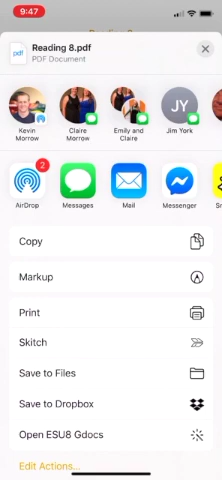 9:47
Reading 8.pdf
pdf
PDF Document
JY
Kevin
Morrow
Claire
Morrow
Emily and
Claire
Jim York
2
AirDrop
Messages
Mail
Messenger
Copy
Markup
Print
Skitch
Save to Files
Save to Dropbox
Open ESU8 Gdocs
Edit Actions...